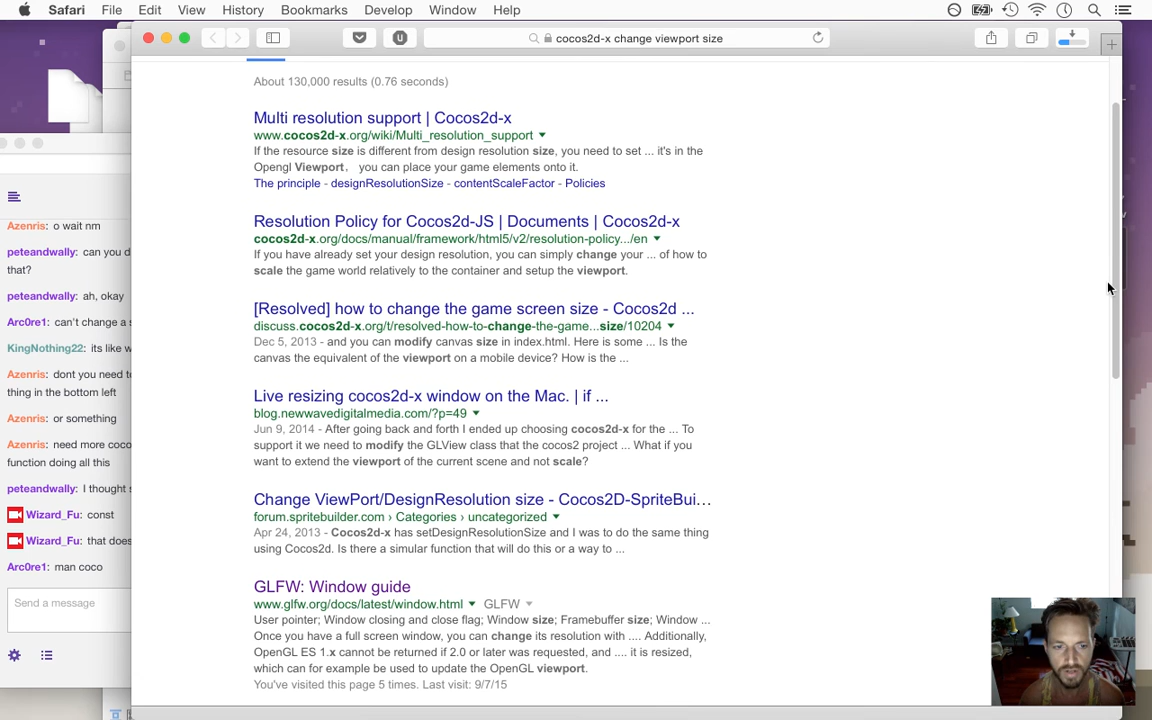 Safari File Edit View History Bookmarks Develop Window Help
cocos2d-x change viewport size
About 130,000 results (0.76 seconds)
Multi resolution support | Cocos2d-x
www.cocos2d-x.org/wiki/Multi_resolution_support
If the resource size is different from design resolution size, you need to set ... it's in the
Opengl Viewport， you can place your game elements onto it.
The principle - designResolutionSize - contentScaleFactor - Policies
Resolution Policy for Cocos2d-JS | Documents | Cocos2d-x
cocos2d-x.org/docs/manual/framework/html5/v2/resolution-policy.../en
If you have already set your design resolution, you can simply change your ... of how to
scale the game world relatively to the container and setup the viewport.
[Resolved] how to change the game screen size - Cocos2d ...
discuss.cocos2d-x.org/t/resolved-how-to-change-the-game...size/10204
Dec 5, 2013 - and you can modify canvas size in index.html. Here is some ... Is the
canvas the equivalent of the viewport on a mobile device? How is the ...
Live resizing cocos2d-x window on the Mac. | if ...
blog.newwavedigitalmedia.com/?p=49
Jun 9, 2014 - After going back and forth I ended up choosing cocos2d-x for the ... To
support it we need to modify the GLView class that the cocos2 project ... What if you
want to extend the viewport of the current scene and not scale?
Change ViewPort/DesignResolution size - Cocos2D-SpriteBui...
forum.spritebuilder.com › Categories › uncategorized
Apr 24, 2013 - Cocos2d-x has setDesignResolutionSize and I was to do the same thing
using Cocos2d. Is there a simular function that will do this or a way to ...
GLFW: Window guide
www.glfw.org/docs/latest/window.html GLFW
User pointer; Window closing and close flag; Window size; Framebuffer size; Window ...
Once you have a full screen window, you can change its resolution with .... Additionally,
OpenGL ES 1.x cannot be returned if 2.0 or later was requested, and .... it is resized,
which can for example be used to update the OpenGL viewport.
You've visited this page 5 times. Last visit: 9/7/15
Azenris: o wait nm
peteandwally: can you d
that?
peteandwally: ah, okay
Arc0re1: can't change a s
KingNothing22: its like w
Azenris: dont you need to
thing in the bottom left
Azenris: or something
Azenris: need more coco
function doing all this
peteandwally: I thought s
Wizard_Fu: const
Wizard_Fu: that does
Arc0re1: man coco
Send a message